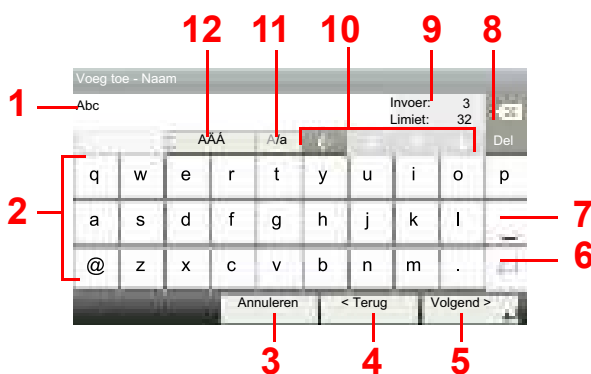 12 11 10 9 8
Voeg toe - Naam
1 Abc Invoer: 3
Limiet: 32
AÄÁ A/a Del
2 q w e r t y u i o p
a s d f g h j k l _ 7
@ z x c v b n m . 6
Annuleren < Terug Volgend >
3 4 5